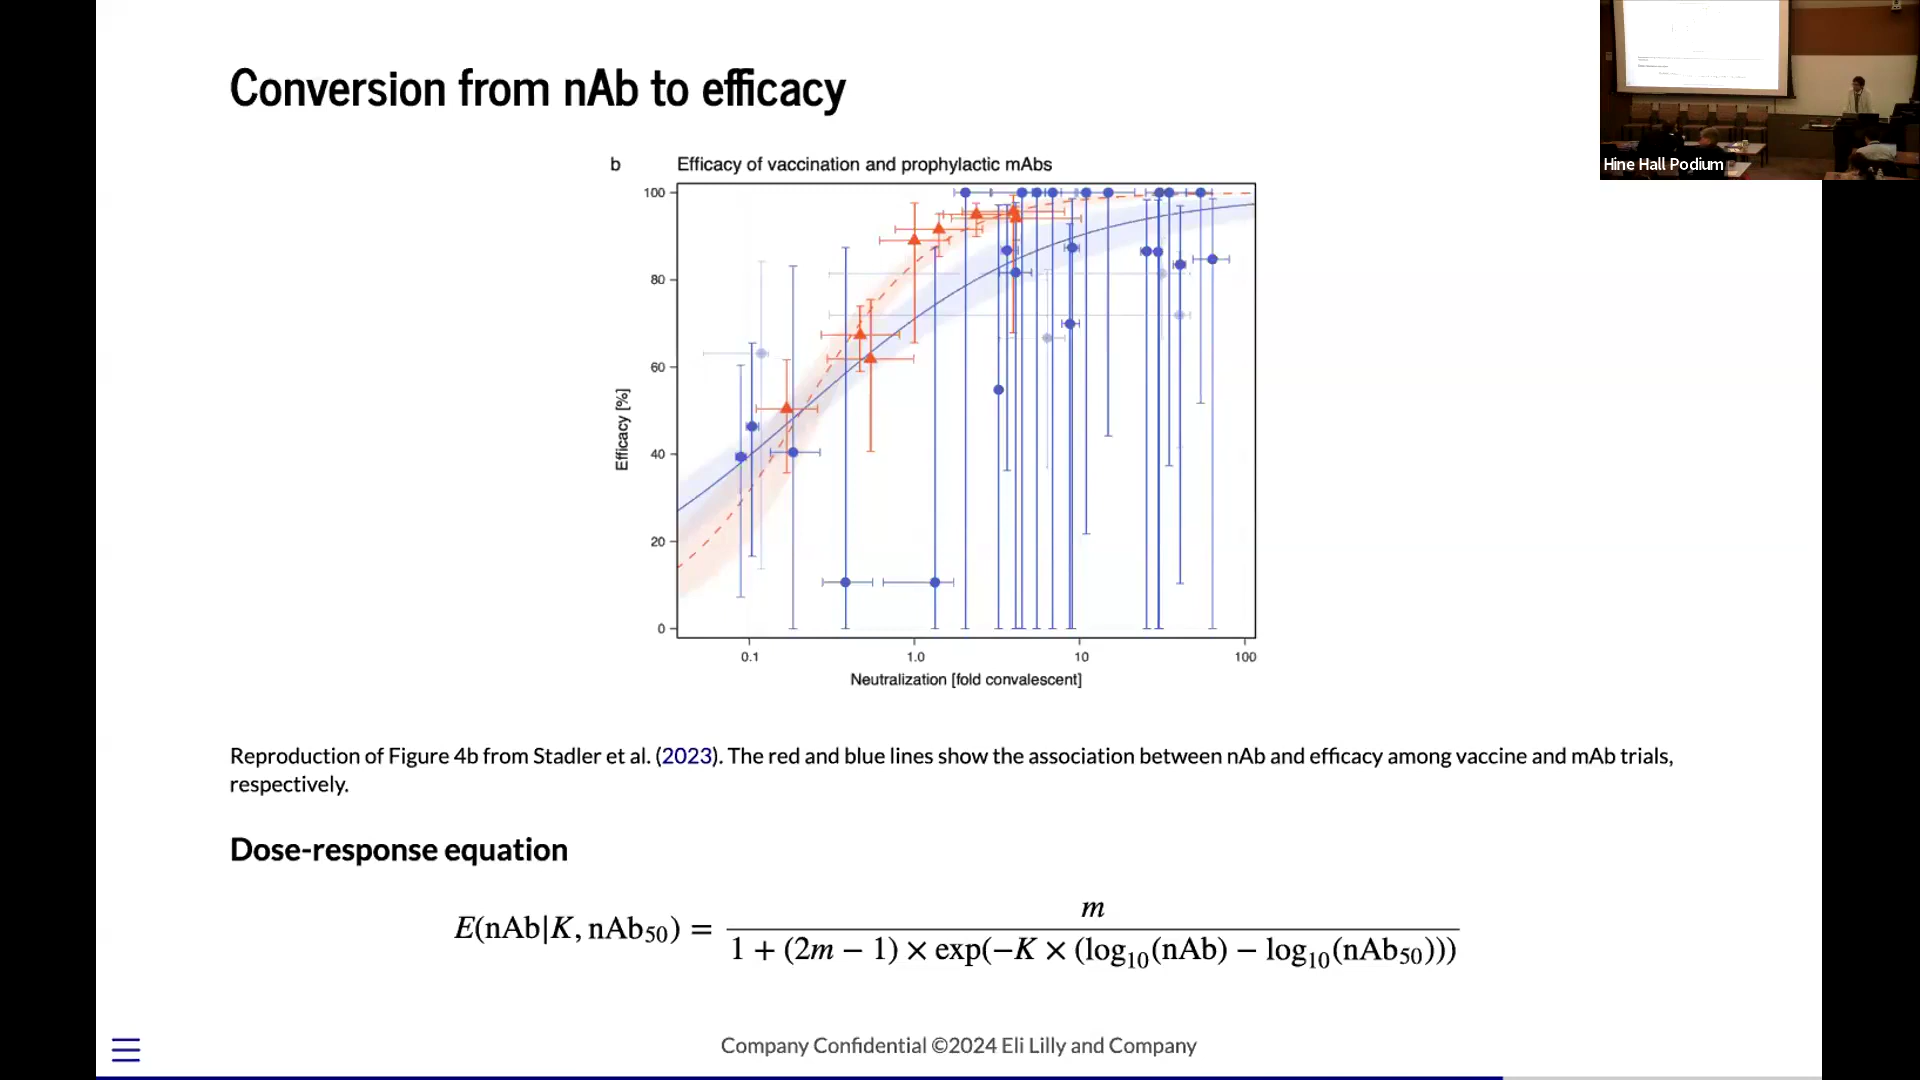 Conversion from nAb to efficacy
Hine Hall Podium
b Efficacy of vaccination and prophylactic mAbs
100
80
60
40
20
0
Efficacy [%]
0.1 1.0 10 100
Neutralization [fold convalescent]
Reproduction of Figure 4b from Stadler et al. (2023). The red and blue lines show the association between nAb and efficacy among vaccine and mAb trials,
respectively.
Dose-response equation
E(nAb|K, nAb₅₀) = m / (1 + (2m − 1) × exp(−K × (log₁₀(nAb) − log₁₀(nAb₅₀))))
Company Confidential ©2024 Eli Lilly and Company